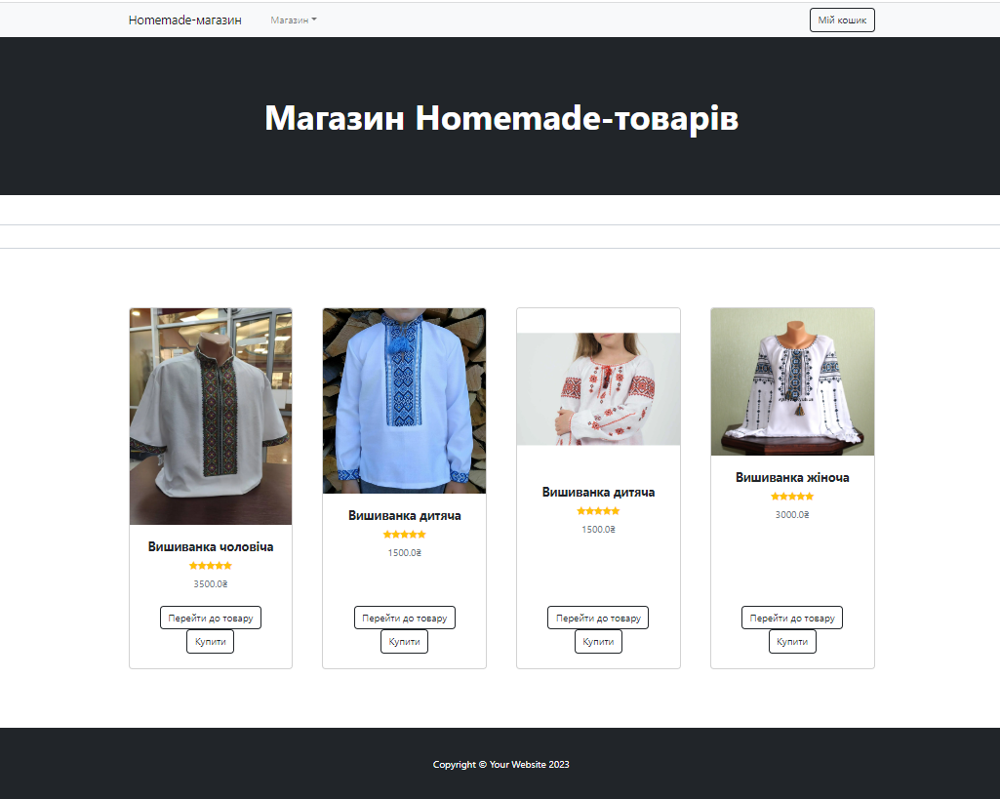 Homemade-магазин
Магазин
Мій кошик
Магазин Homemade-товарів
Вишиванка чоловіча
3500.0₴
Перейти до товару
Купити
Вишиванка дитяча
1500.0₴
Перейти до товару
Купити
Вишиванка дитяча
1500.0₴
Перейти до товару
Купити
Вишиванка жіноча
3000.0₴
Перейти до товару
Купити
Copyright © Your Website 2023